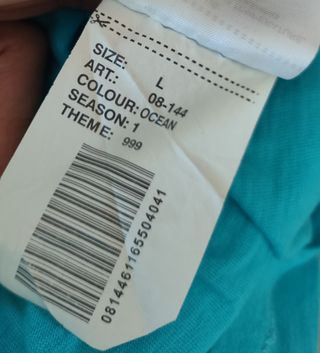 SIZE: L
ART.: 08-144
COLOUR: OCEAN
SEASON: 1
THEME: 999
0814461165504041